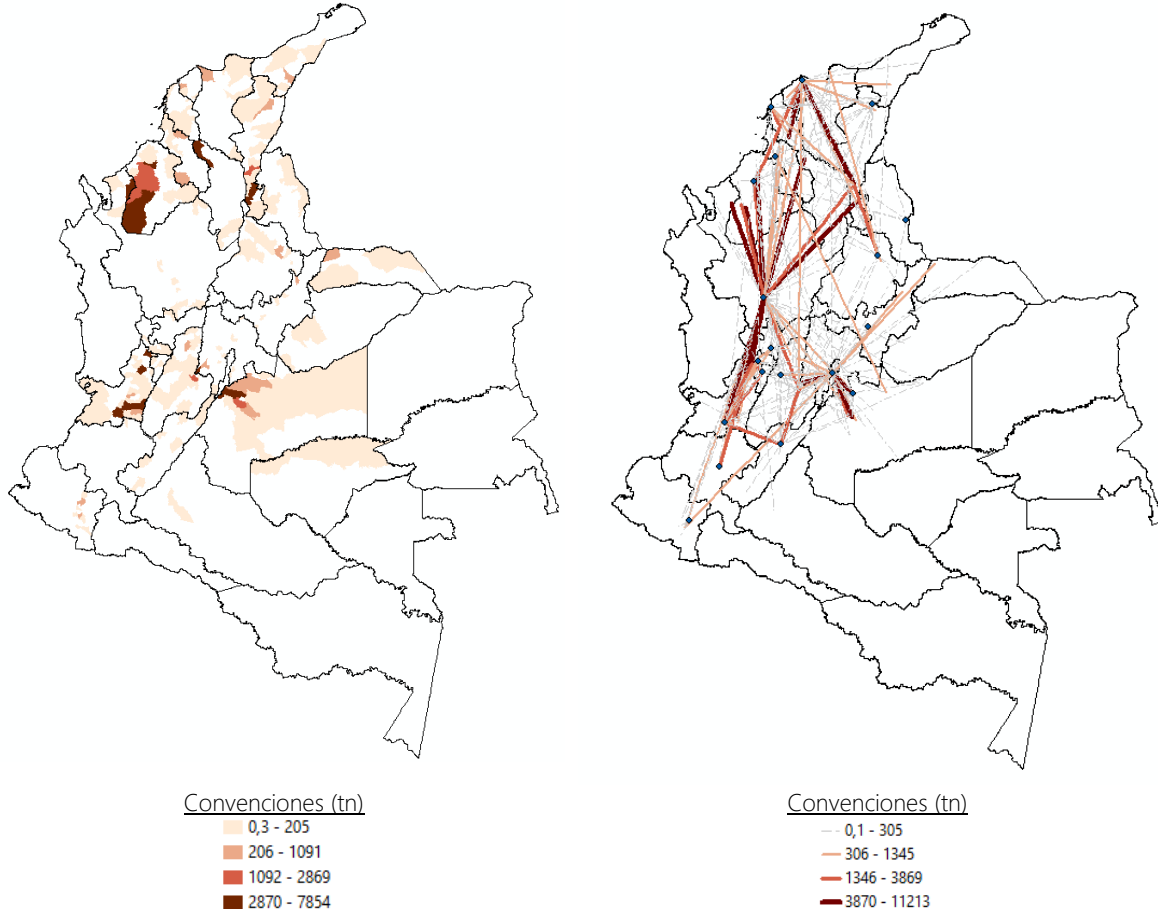 Convenciones (tn)
0,3 - 205
206 - 1091
1092 - 2869
2870 - 7854
Convenciones (tn)
0,1 - 305
306 - 1345
1346 - 3869
3870 - 11213